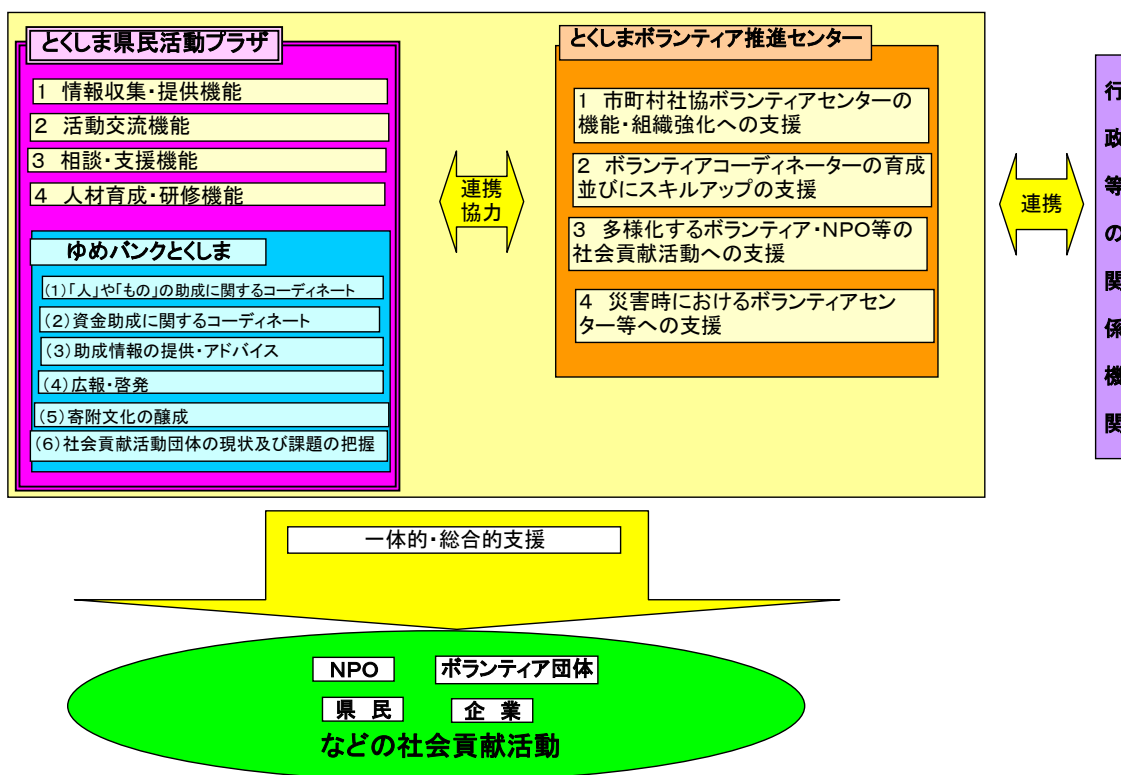 とくしま県民活動プラザ
1 情報収集・提供機能
2 活動交流機能
3 相談・支援機能
4 人材育成・研修機能
ゆめバンクとくしま
(1)「人」や「もの」の助成に関するコーディネート
(2)資金助成に関するコーディネート
(3)助成情報の提供・アドバイス
(4)広報・啓発
(5)寄附文化の醸成
(6)社会貢献活動団体の現状及び課題の把握
連携
協力
とくしまボランティア推進センター
1 市町村社協ボランティアセンターの
機能・組織強化への支援
2 ボランティアコーディネーターの育成
並びにスキルアップの支援
3 多様化するボランティア・NPO等の
社会貢献活動への支援
4 災害時におけるボランティアセン
ター等への支援
連携
行政等の関係機関
一体的・総合的支援
NPO
ボランティア団体
県 民
企 業
などの社会貢献活動